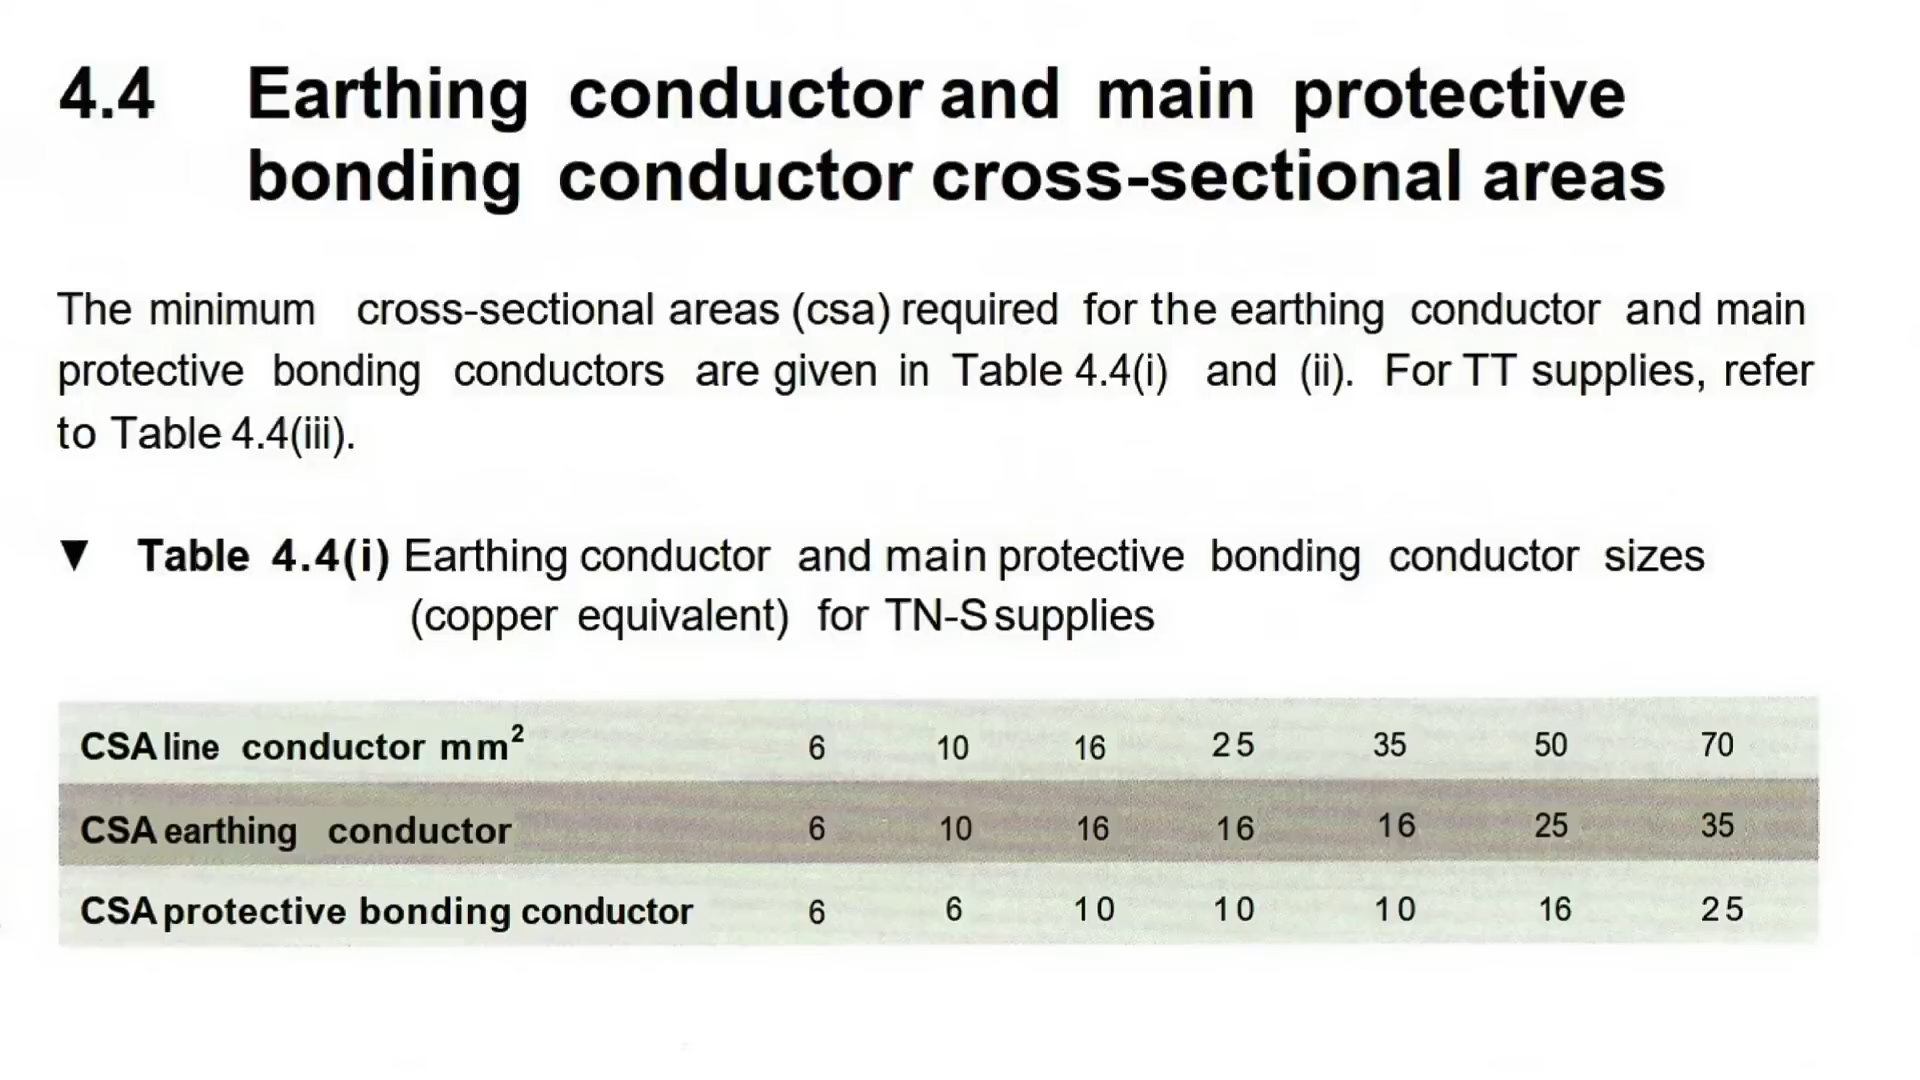 4.4 Earthing conductor and main protective
bonding conductor cross-sectional areas
The minimum cross-sectional areas (csa) required for the earthing conductor and main
protective bonding conductors are given in Table 4.4(i) and (ii). For TT supplies, refer
to Table 4.4(iii).
▼ Table 4.4(i) Earthing conductor and main protective bonding conductor sizes
(copper equivalent) for TN-S supplies
CSA line conductor mm² 6 10 16 25 35 50 70
CSA earthing conductor 6 10 16 16 16 25 35
CSA protective bonding conductor 6 6 10 10 10 16 25